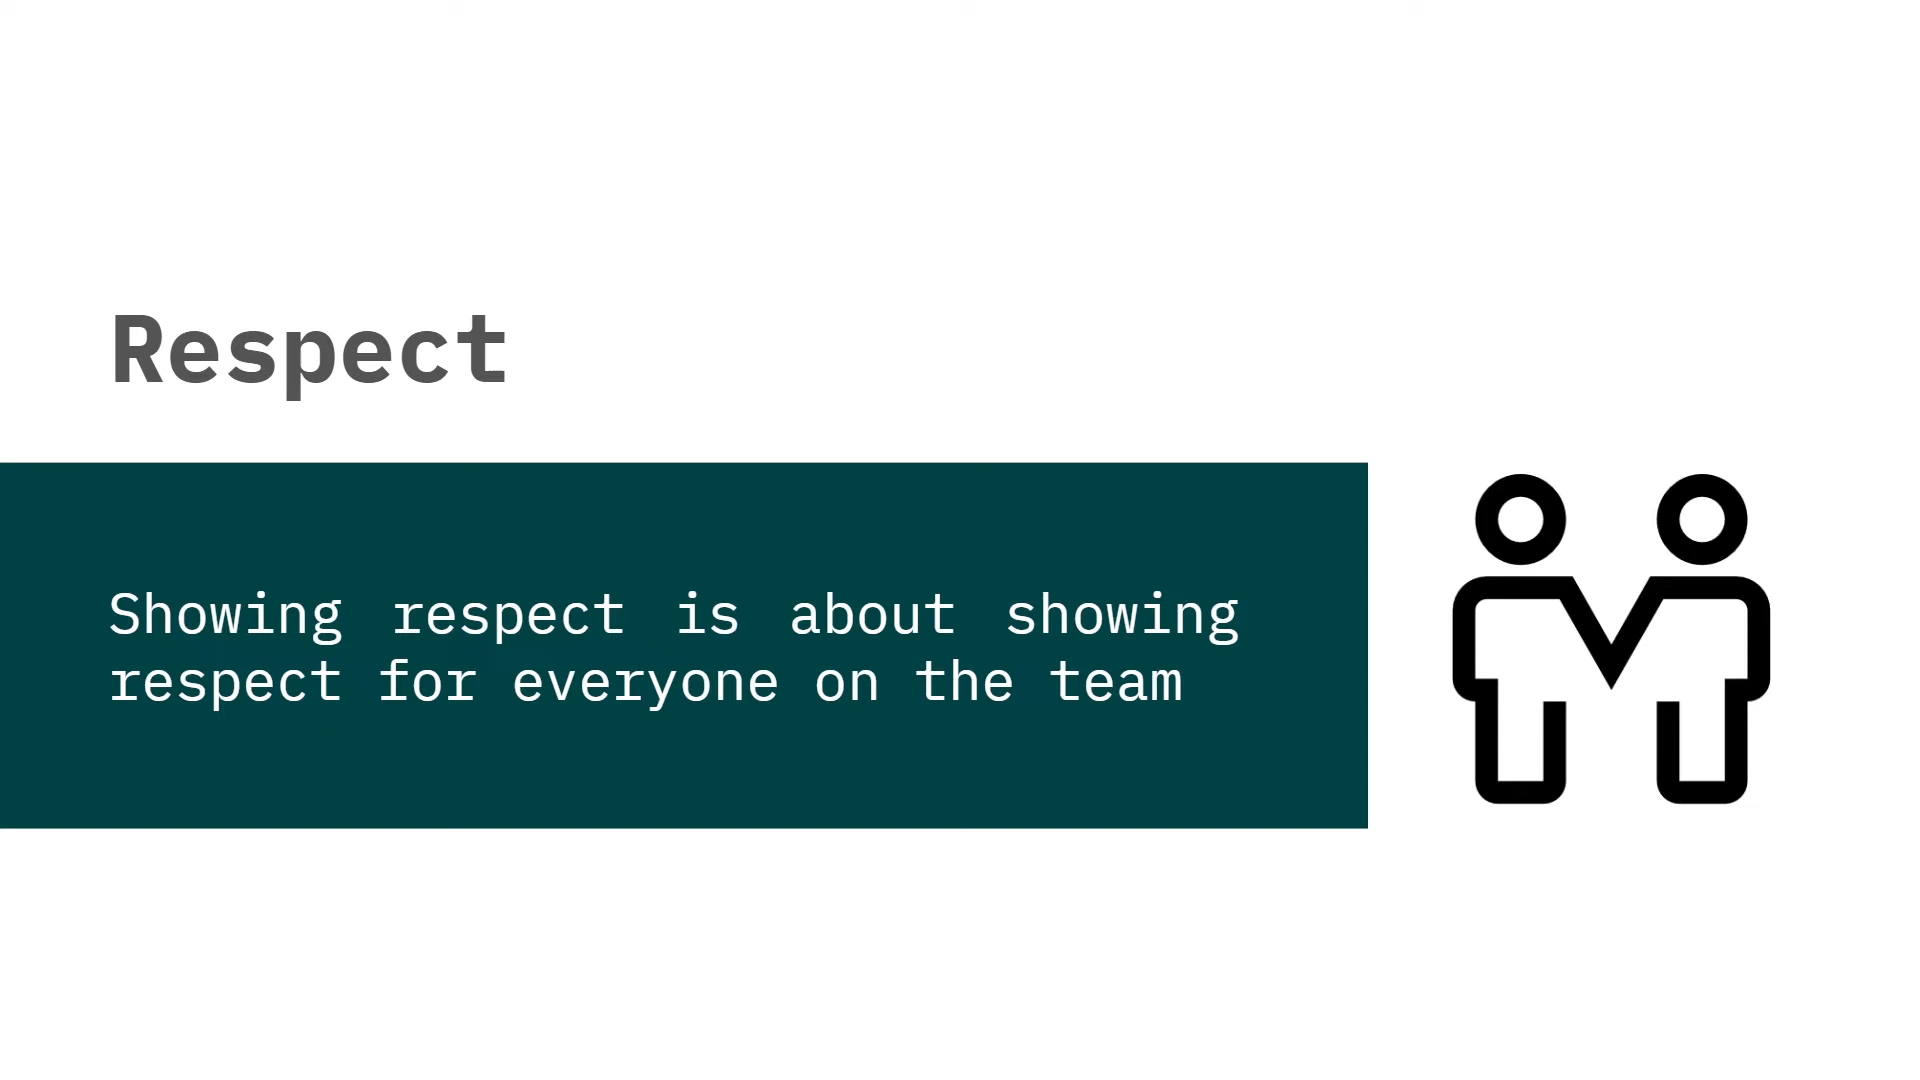 Respect
Showing respect is about showing
respect for everyone on the team